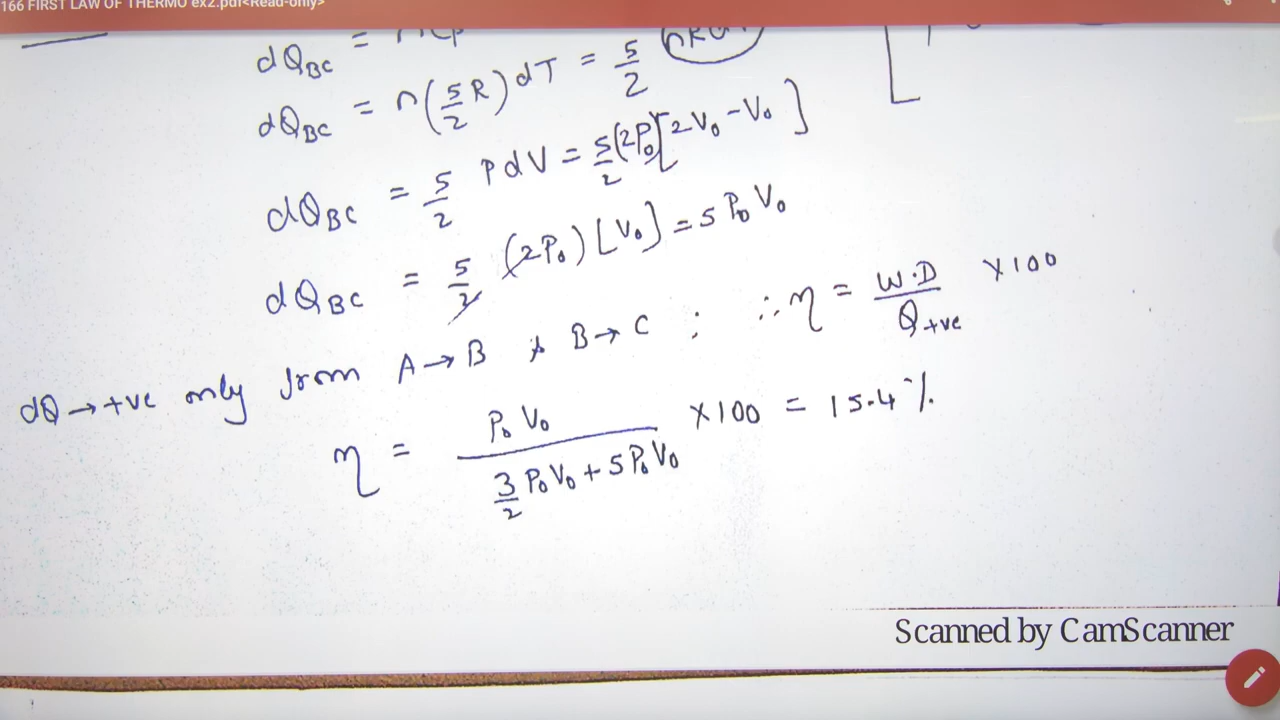 166 FIRST LAW OF THERMO ex2.pdf<Read-only>
dQ_BC = nCp
dQ_BC = n(5/2 R)dT = 5/2
dQ_BC = 5/2 PdV = 5/2 (2P₀)[2V₀ - V₀]
dQ_BC = 5/2 (2P₀)[V₀] = 5P₀V₀
dQ → +ve only from A → B & B → C ; ∴ η = W.D/Q+ve ×100
η = P₀V₀ / (3/2 P₀V₀ + 5P₀V₀) ×100 = 15.4%
Scanned by CamScanner